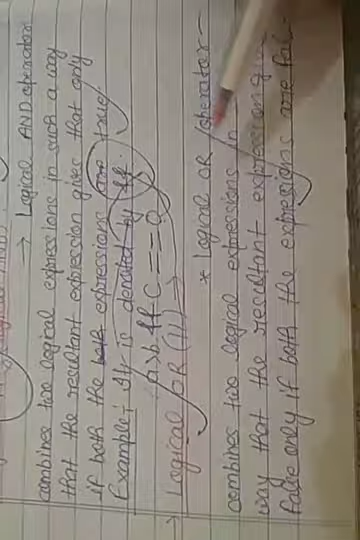 → Logical AND operator
combines two logical expressions in such a way
that the resultant expression gives that only
if both the expressions are true.
Example:- It is denoted by &&.
a>b && C==0
→ Logical OR (||) →
* Logical OR operator-
combines two logical expressions in
way that the resultant expression
false only if both the expressions are fal-